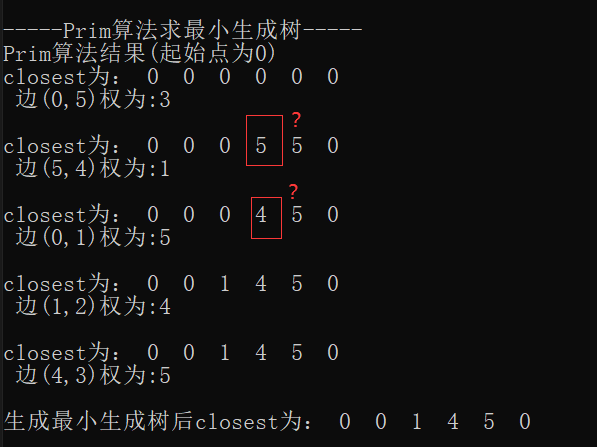 -----Prim算法求最小生成树-----
Prim算法结果(起始点为0)
closest为： 0 0 0 0 0 0
边(0,5)权为:3
?
closest为： 0 0 0 5 5 0
边(5,4)权为:1
?
closest为： 0 0 0 4 5 0
边(0,1)权为:5
closest为： 0 0 1 4 5 0
边(1,2)权为:4
closest为： 0 0 1 4 5 0
边(4,3)权为:5
生成最小生成树后closest为： 0 0 1 4 5 0